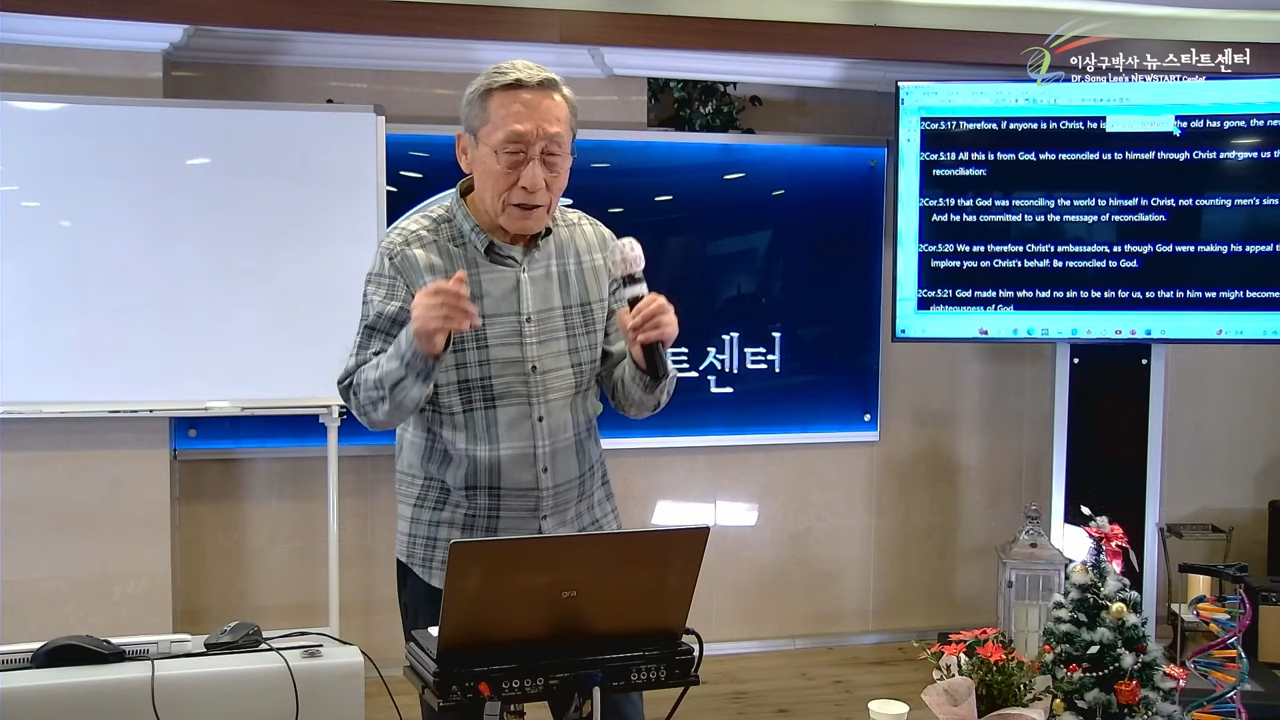 이상구박사 뉴스타트센터
Dr. Sang Lee's NEWSTART Center
2Cor.5:17 Therefore, if anyone is in Christ, he is the old has gone, the new
2Cor.5:18 All this is from God, who reconciled us to himself through Christ and gave us th
reconciliation:
2Cor.5:19 that God was reconciling the world to himself in Christ, not counting men's sins
And he has committed to us the message of reconciliation.
2Cor.5:20 We are therefore Christ's ambassadors, as though God were making his appeal t
implore you on Christ's behalf: Be reconciled to God.
2Cor.5:21 God made him who had no sin to be sin for us, so that in him we might become
righteousness of God.
트센터
gra